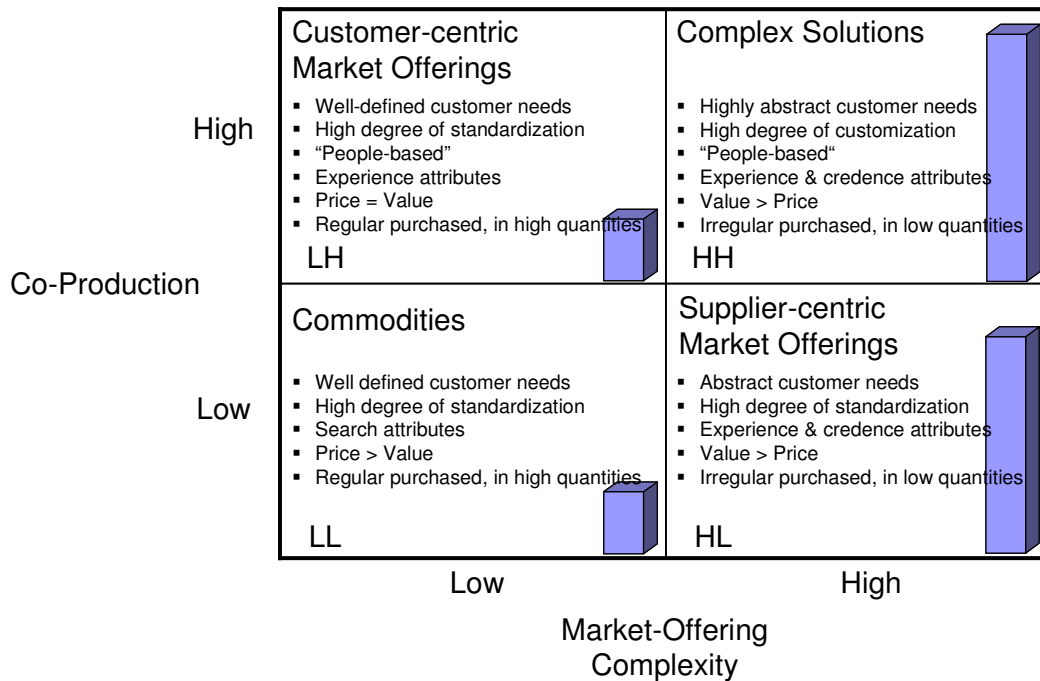 Customer-centric
Market Offerings
▪ Well-defined customer needs
▪ High degree of standardization
▪ “People-based”
▪ Experience attributes
▪ Price = Value
▪ Regular purchased, in high quantities
LH
Complex Solutions
▪ Highly abstract customer needs
▪ High degree of customization
▪ “People-based“
▪ Experience & credence attributes
▪ Value > Price
▪ Irregular purchased, in low quantities
HH
High
Co-Production
Low
Commodities
▪ Well defined customer needs
▪ High degree of standardization
▪ Search attributes
▪ Price > Value
▪ Regular purchased, in high quantities
LL
Supplier-centric
Market Offerings
▪ Abstract customer needs
▪ High degree of standardization
▪ Experience & credence attributes
▪ Value > Price
▪ Irregular purchased, in low quantities
HL
Low
High
Market-Offering
Complexity